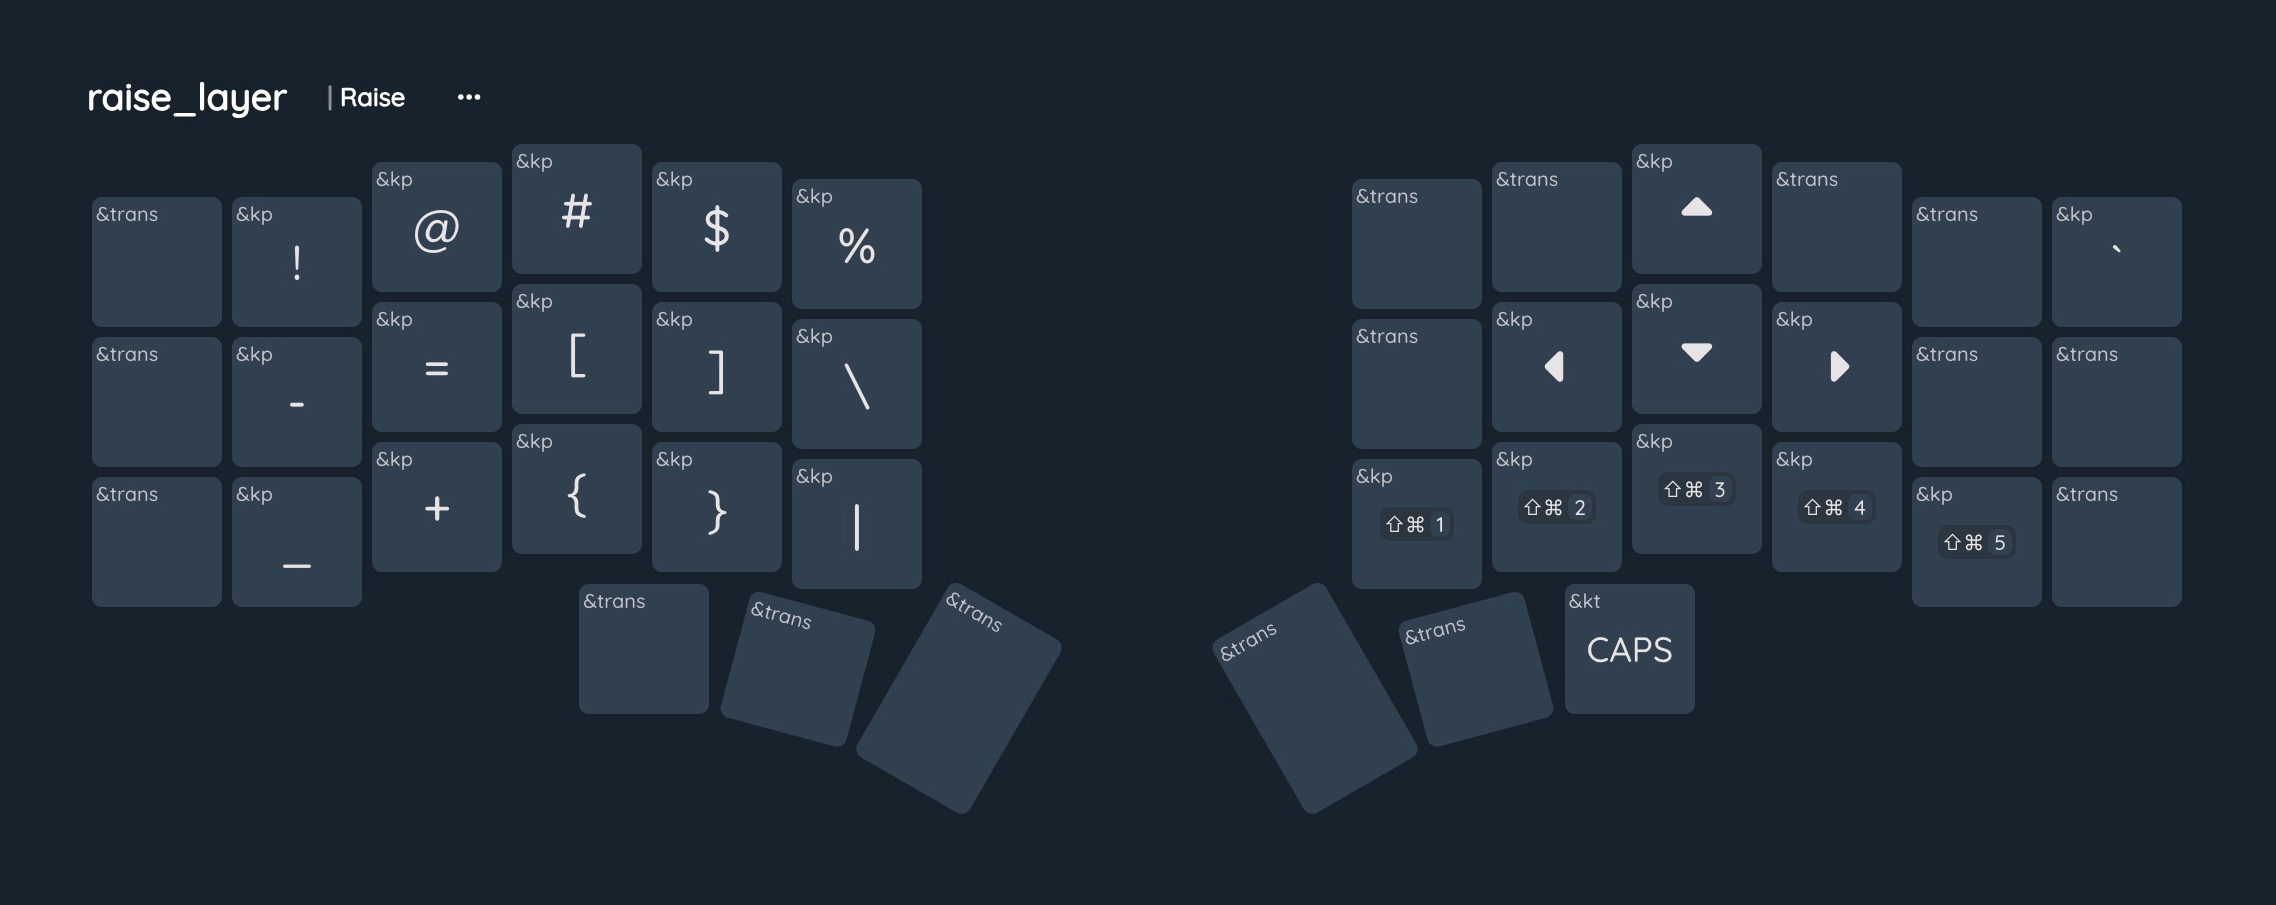 raise_layer | Raise •••
&trans &kp ! &kp @ &kp # &kp $ &kp % &trans &trans &kp ▲ &trans &trans &kp `
&trans &kp - &kp = &kp [ &kp ] &kp \ &trans &kp ◀ &kp ▼ &kp ▶ &trans &trans
&trans &kp _ &kp + &kp { &kp } &kp | &kp ⇧⌘ 1 &kp ⇧⌘ 2 &kp ⇧⌘ 3 &kp ⇧⌘ 4 &kp ⇧⌘ 5 &trans
&trans &trans &trans &trans &trans &kt CAPS